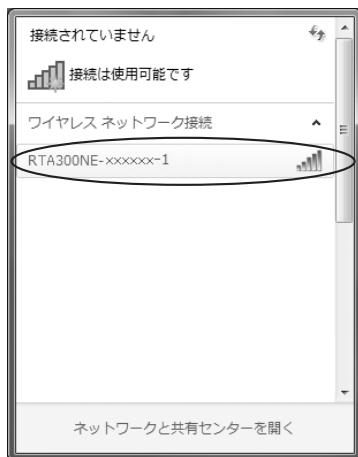 接続されていません
接続は使用可能です
ワイヤレス ネットワーク接続
RTA300NE-××××××-1
ネットワークと共有センターを開く